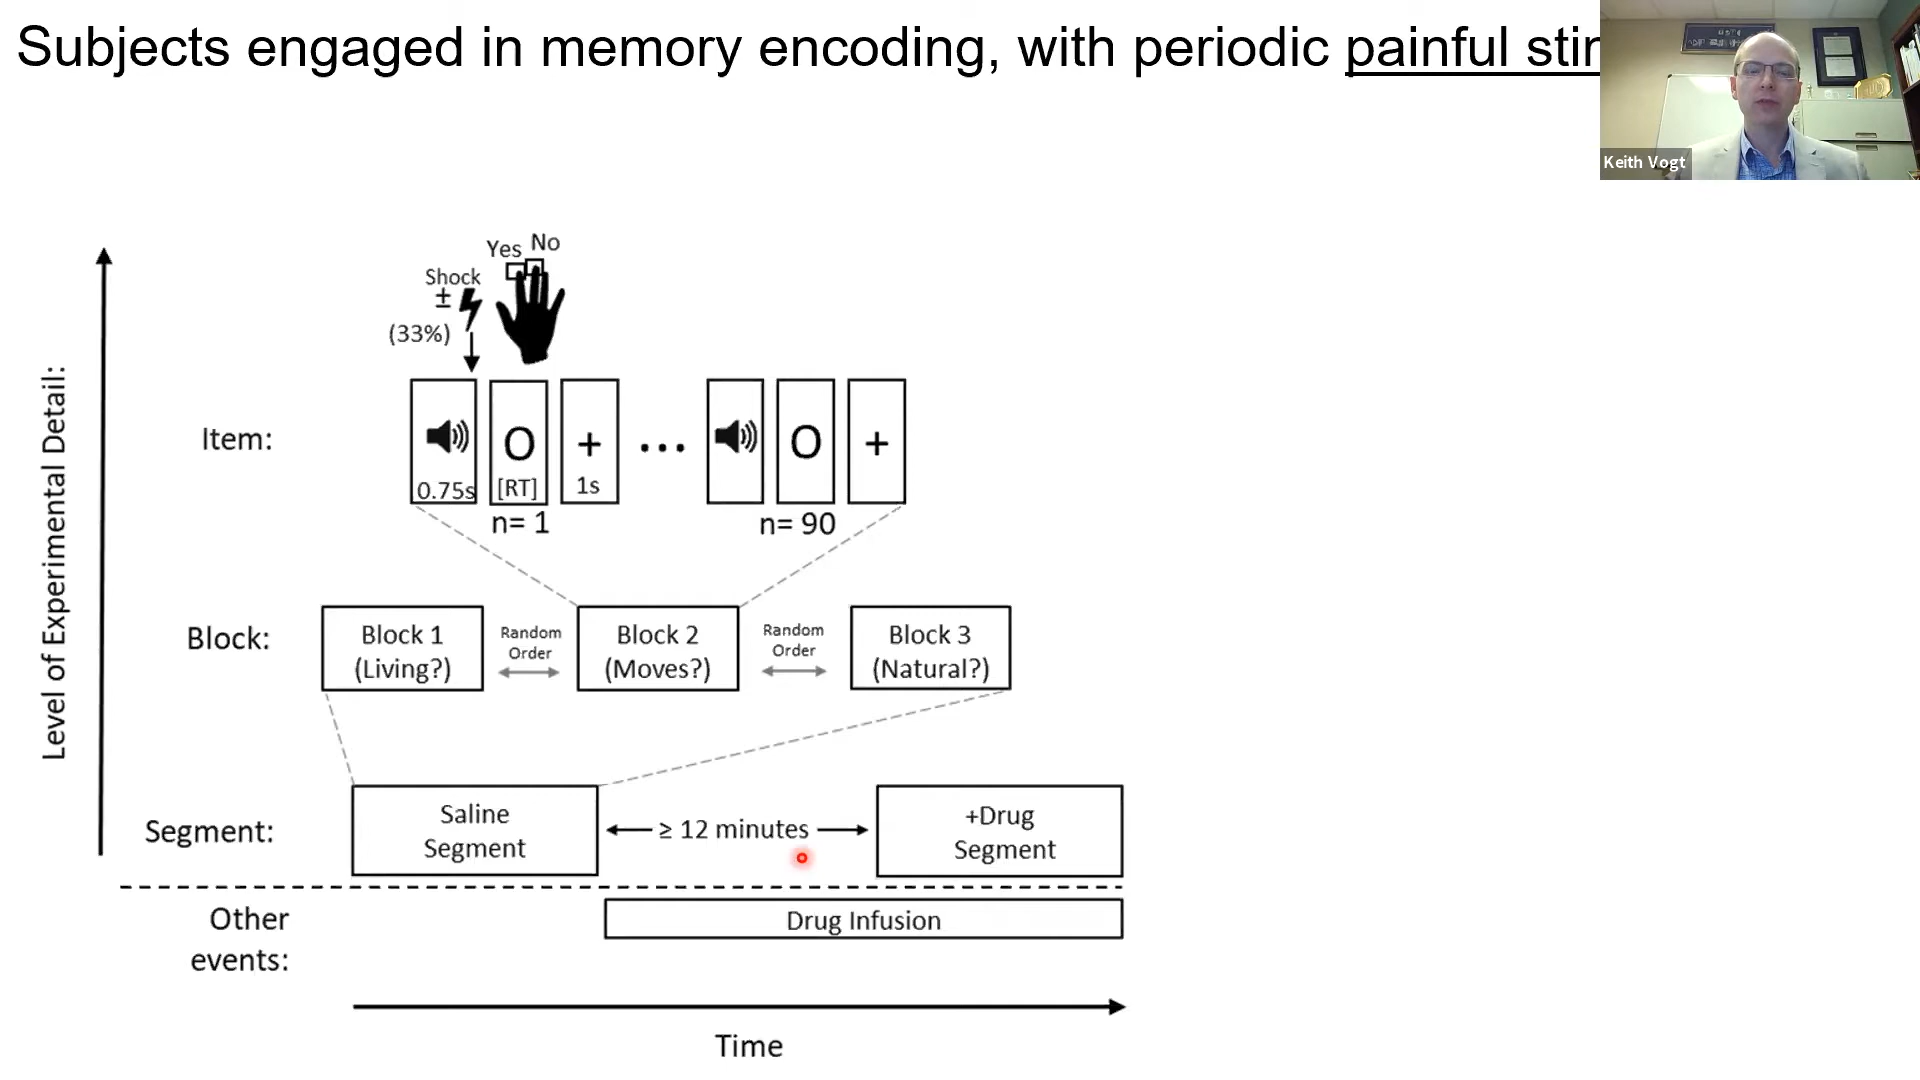 Subjects engaged in memory encoding, with periodic painful
Keith Vogt
Yes No
Shock
±
(33%)
Level of Experimental Detail:
Item:
0.75s [RT] 1s
O + ... O +
n= 1 n= 90
Block:
Block 1
(Living?)
Random
Order
Block 2
(Moves?)
Random
Order
Block 3
(Natural?)
Segment:
Saline
Segment
≥ 12 minutes
+Drug
Segment
Other
events:
Drug Infusion
Time